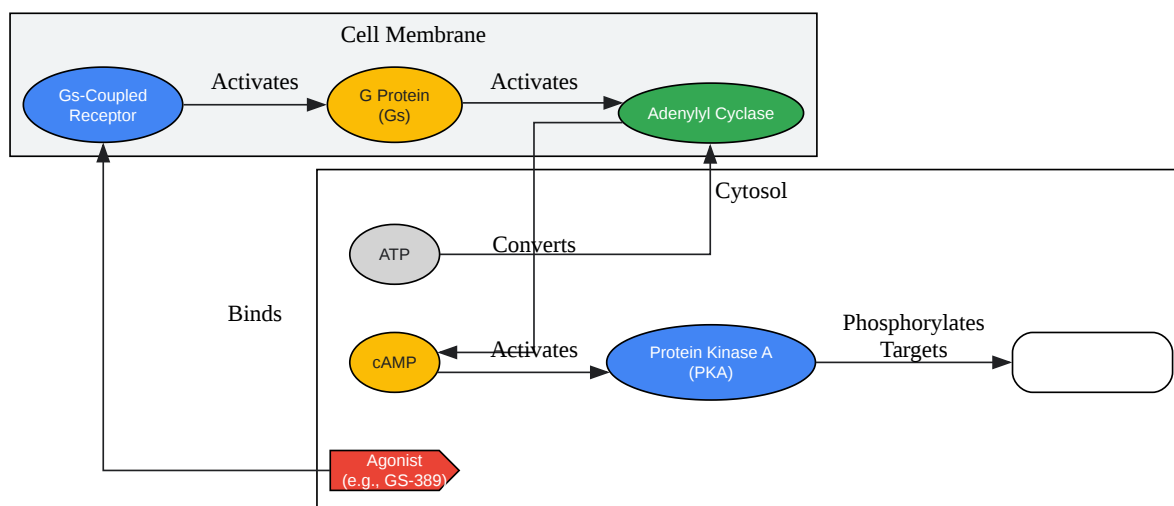 Cell Membrane
Activates
Activates
Gs-Coupled
Receptor
G Protein
(Gs)
Adenylyl Cyclase
Cytosol
ATP
Converts
Binds
Phosphorylates
Targets
cAMP
Activates
Protein Kinase A
(PKA)
Agonist
(e.g., GS-389)